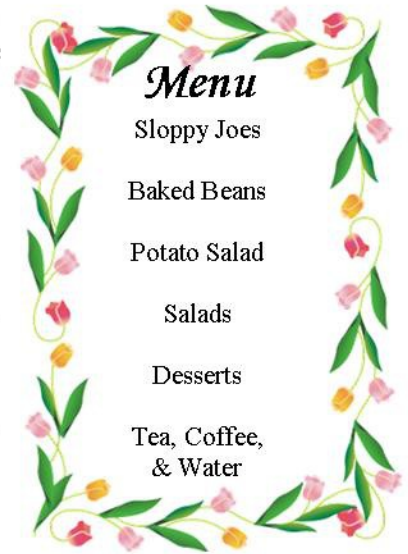 Menu
Sloppy Joes
Baked Beans
Potato Salad
Salads
Desserts
Tea, Coffee,
& Water